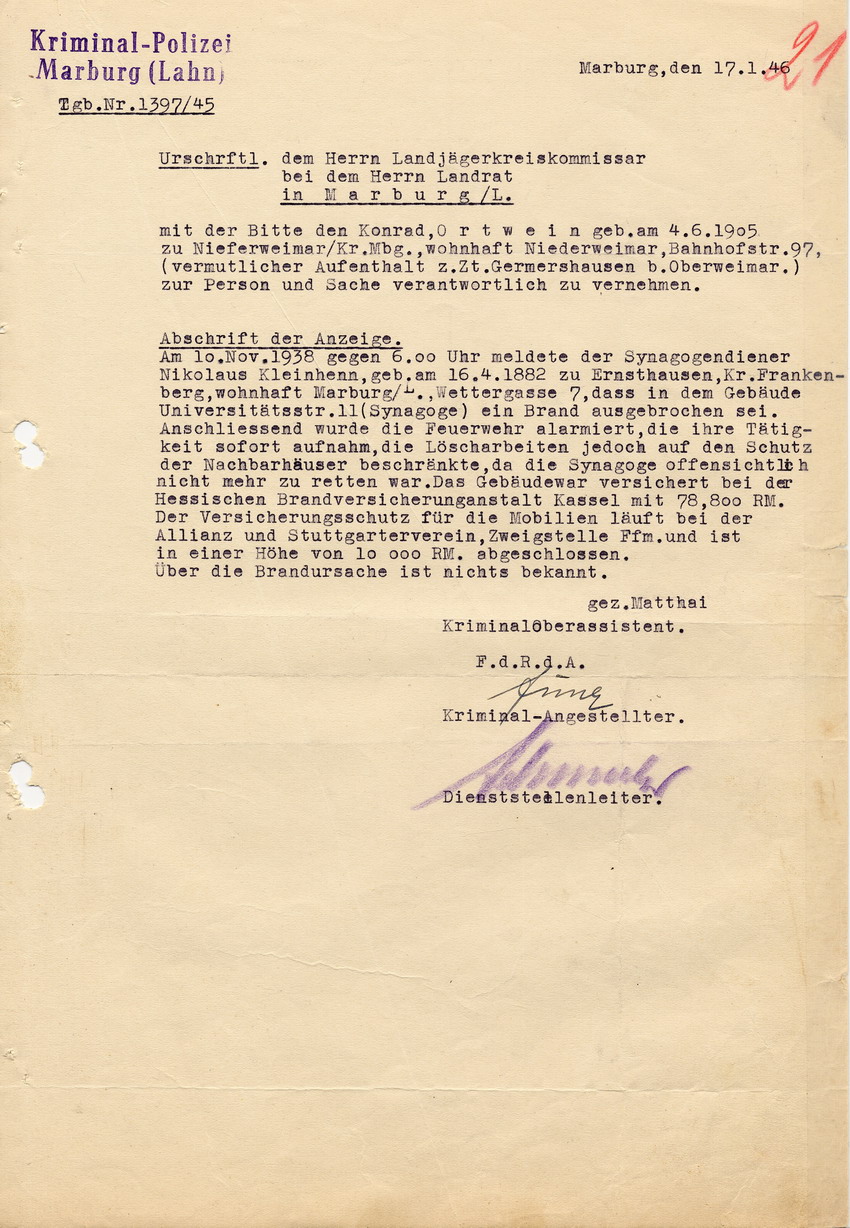 Kriminal-Polizei
Marburg (Lahn)
Tgb.Nr.1397/45
Marburg,den 17.1.46
21
Urschrftl. dem Herrn Landjägerkreiskommissar
bei dem Herrn Landrat
in M a r b u r g /L.
mit der Bitte den Konrad,O r t w e i n geb.am 4.6.19o5
zu Nieferweimar/Kr.Mbg.,wohnhaft Niederweimar,Bahnhofstr.97,
(vermutlicher Aufenthalt z.Zt.Germershausen b.Oberweimar.)
zur Person und Sache verantwortlich zu vernehmen.
Abschrift der Anzeige.
Am 1o.Nov.1938 gegen 6.oo Uhr meldete der Synagogendiener
Nikolaus Kleinhenn,geb.am 16.4.1882 zu Ernsthausen,Kr.Franken-
berg,wohnhaft Marburg/L.,Wettergasse 7,dass in dem Gebäude
Universitätsstr.11(Synagoge) ein Brand ausgebrochen sei.
Anschliessend wurde die Feuerwehr alarmiert,die ihre Tätig-
keit sofort aufnahm,die Löscharbeiten jedoch auf den Schutz
der Nachbarhäuser beschränkte,da die Synagoge offensichtlich
nicht mehr zu retten war.Das Gebäudewar versichert bei der
Hessischen Brandversicherunganstalt Kassel mit 78,8oo RM.
Der Versicherungsschutz für die Mobilien läuft bei der
Allianz und Stuttgarterverein,Zweigstelle Ffm.und ist
in einer Höhe von 1o ooo RM. abgeschlossen.
Über die Brandursache ist nichts bekannt.
gez.Matthai
Kriminaloberassistent.
F.d.R.d.A.
Kriminal-Angestellter.
Dienststellenleiter.